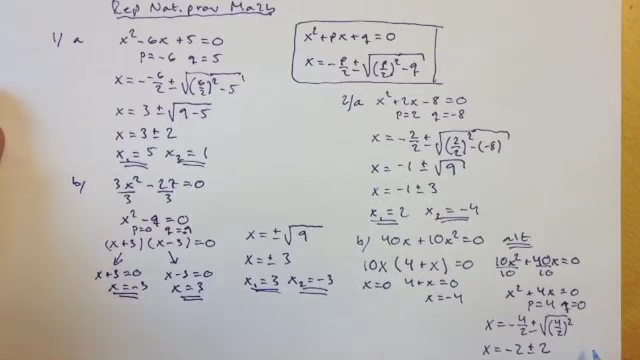 Rep Nat.prov Ma2b
1) a
x² - 6x + 5 = 0
p = -6 q = 5
x = - -6/2 ± √((6/2)² - 5)
x = 3 ± √(9-5)
x = 3 ± 2
x₁ = 5 x₂ = 1
b)
3x²/3 - 27/3 = 0
x² - 9 = 0
p=0 q=9
(x+3)(x-3) = 0
x+3=0 x-3=0
x = -3 x = 3
x = ±√9
x = ± 3
x₁ = 3 x₂ = -3
x² + px + q = 0
x = -p/2 ± √((p/2)² - q)
2) a x² + 2x - 8 = 0
p = 2 q = -8
x = -2/2 ± √((2/2)² - (-8))
x = -1 ± √9
x = -1 ± 3
x₁ = 2 x₂ = -4
b) 40x + 10x² = 0
10x (4 + x) = 0
x = 0 4 + x = 0
x = -4
alt
10x²/10 + 40x/10 = 0
x² + 4x = 0
p = 4 q = 0
x = -4/2 ± √((4/2)²
x = -2 ± 2